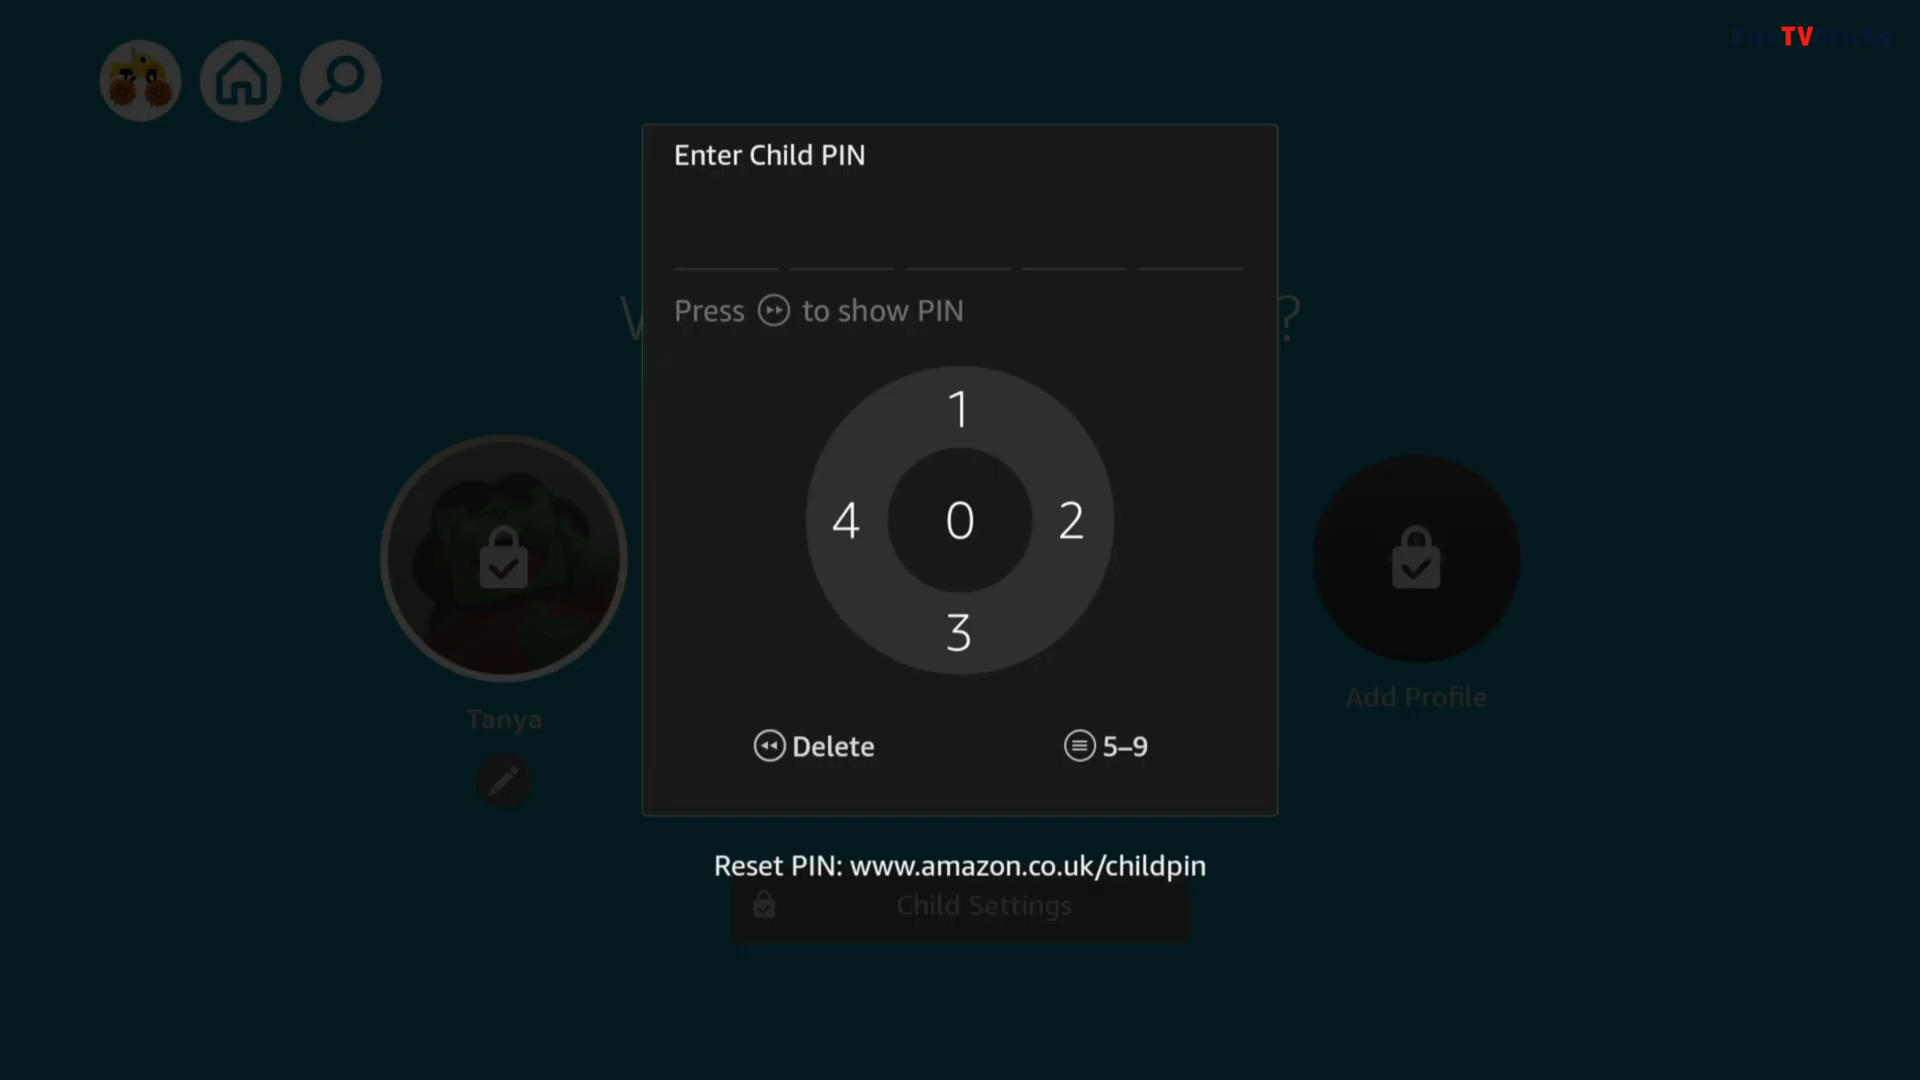 FireTVSticks
Enter Child PIN
Press to show PIN
1
4 0 2
3
Delete 5–9
Tanya
Add Profile
Reset PIN: www.amazon.co.uk/childpin
Child Settings